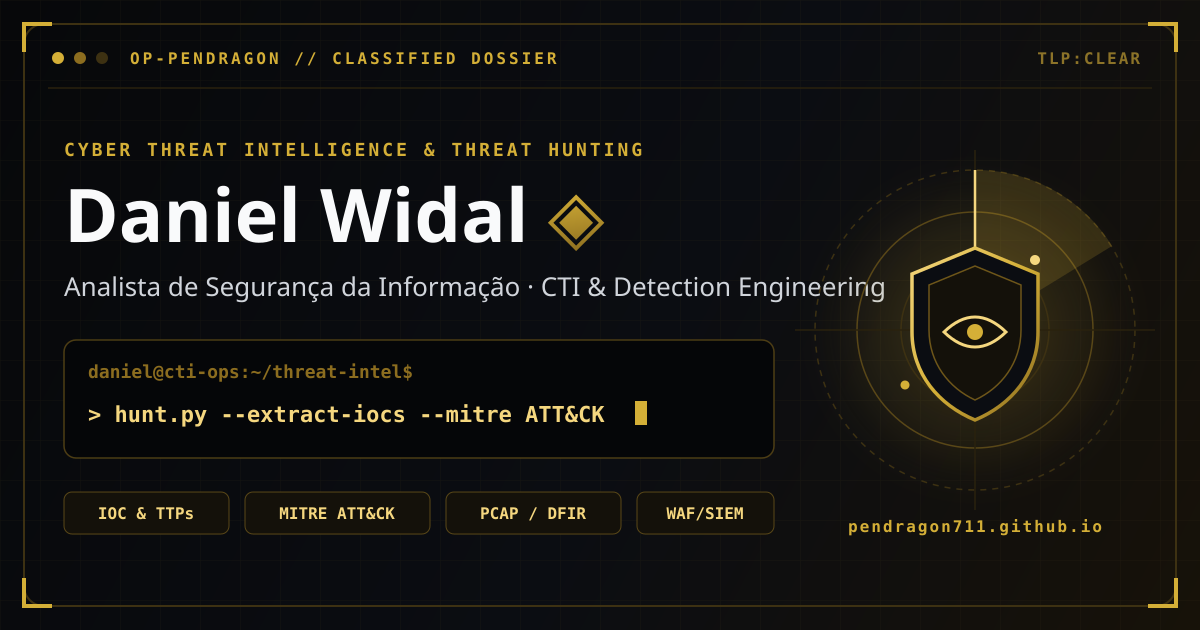 OP-PENDRAGON // CLASSIFIED DOSSIER
TLP:CLEAR
CYBER THREAT INTELLIGENCE & THREAT HUNTING
Daniel Widal
Analista de Segurança da Informação · CTI & Detection Engineering
daniel@cti-ops:~/threat-intel$
> hunt.py --extract-iocs --mitre ATT&CK
IOC & TTPs
MITRE ATT&CK
PCAP / DFIR
WAF/SIEM
pendragon711.github.io